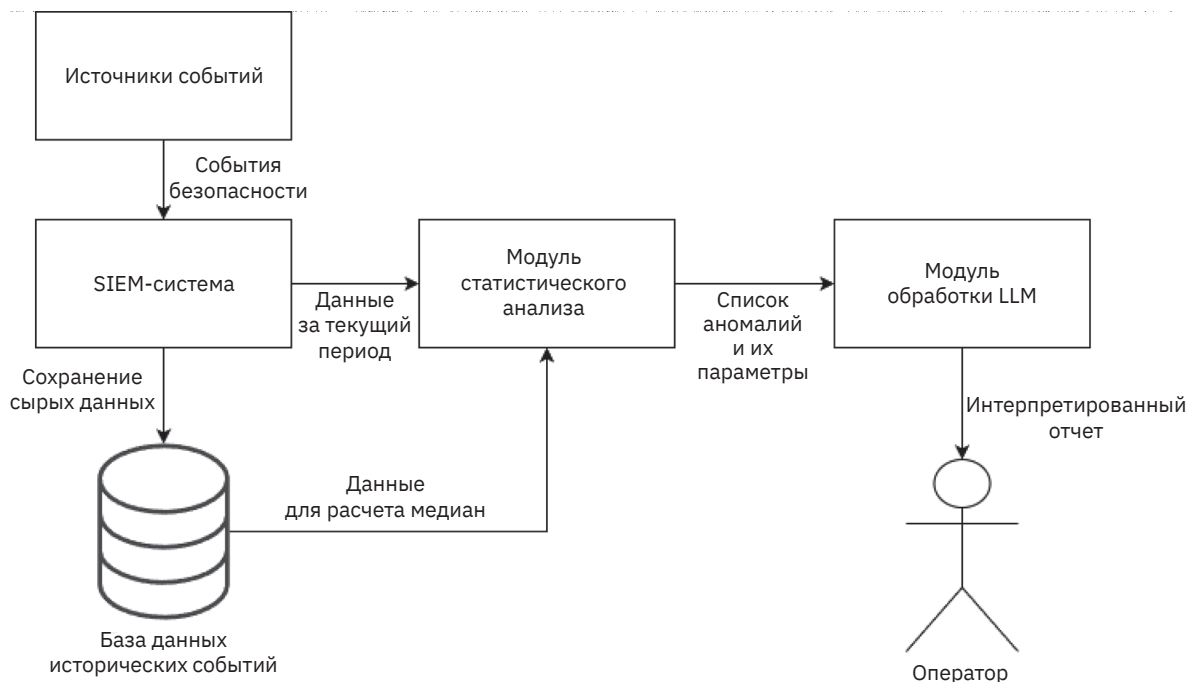 Источники событий
События
безопасности
SIEM-система
Данные
за текущий
период
Модуль
статистического
анализа
Список
аномалий
и их
параметры
Модуль
обработки LLM
Сохранение
сырых данных
Интерпретированный
отчет
Данные
для расчета медиан
База данных
исторических событий
Оператор